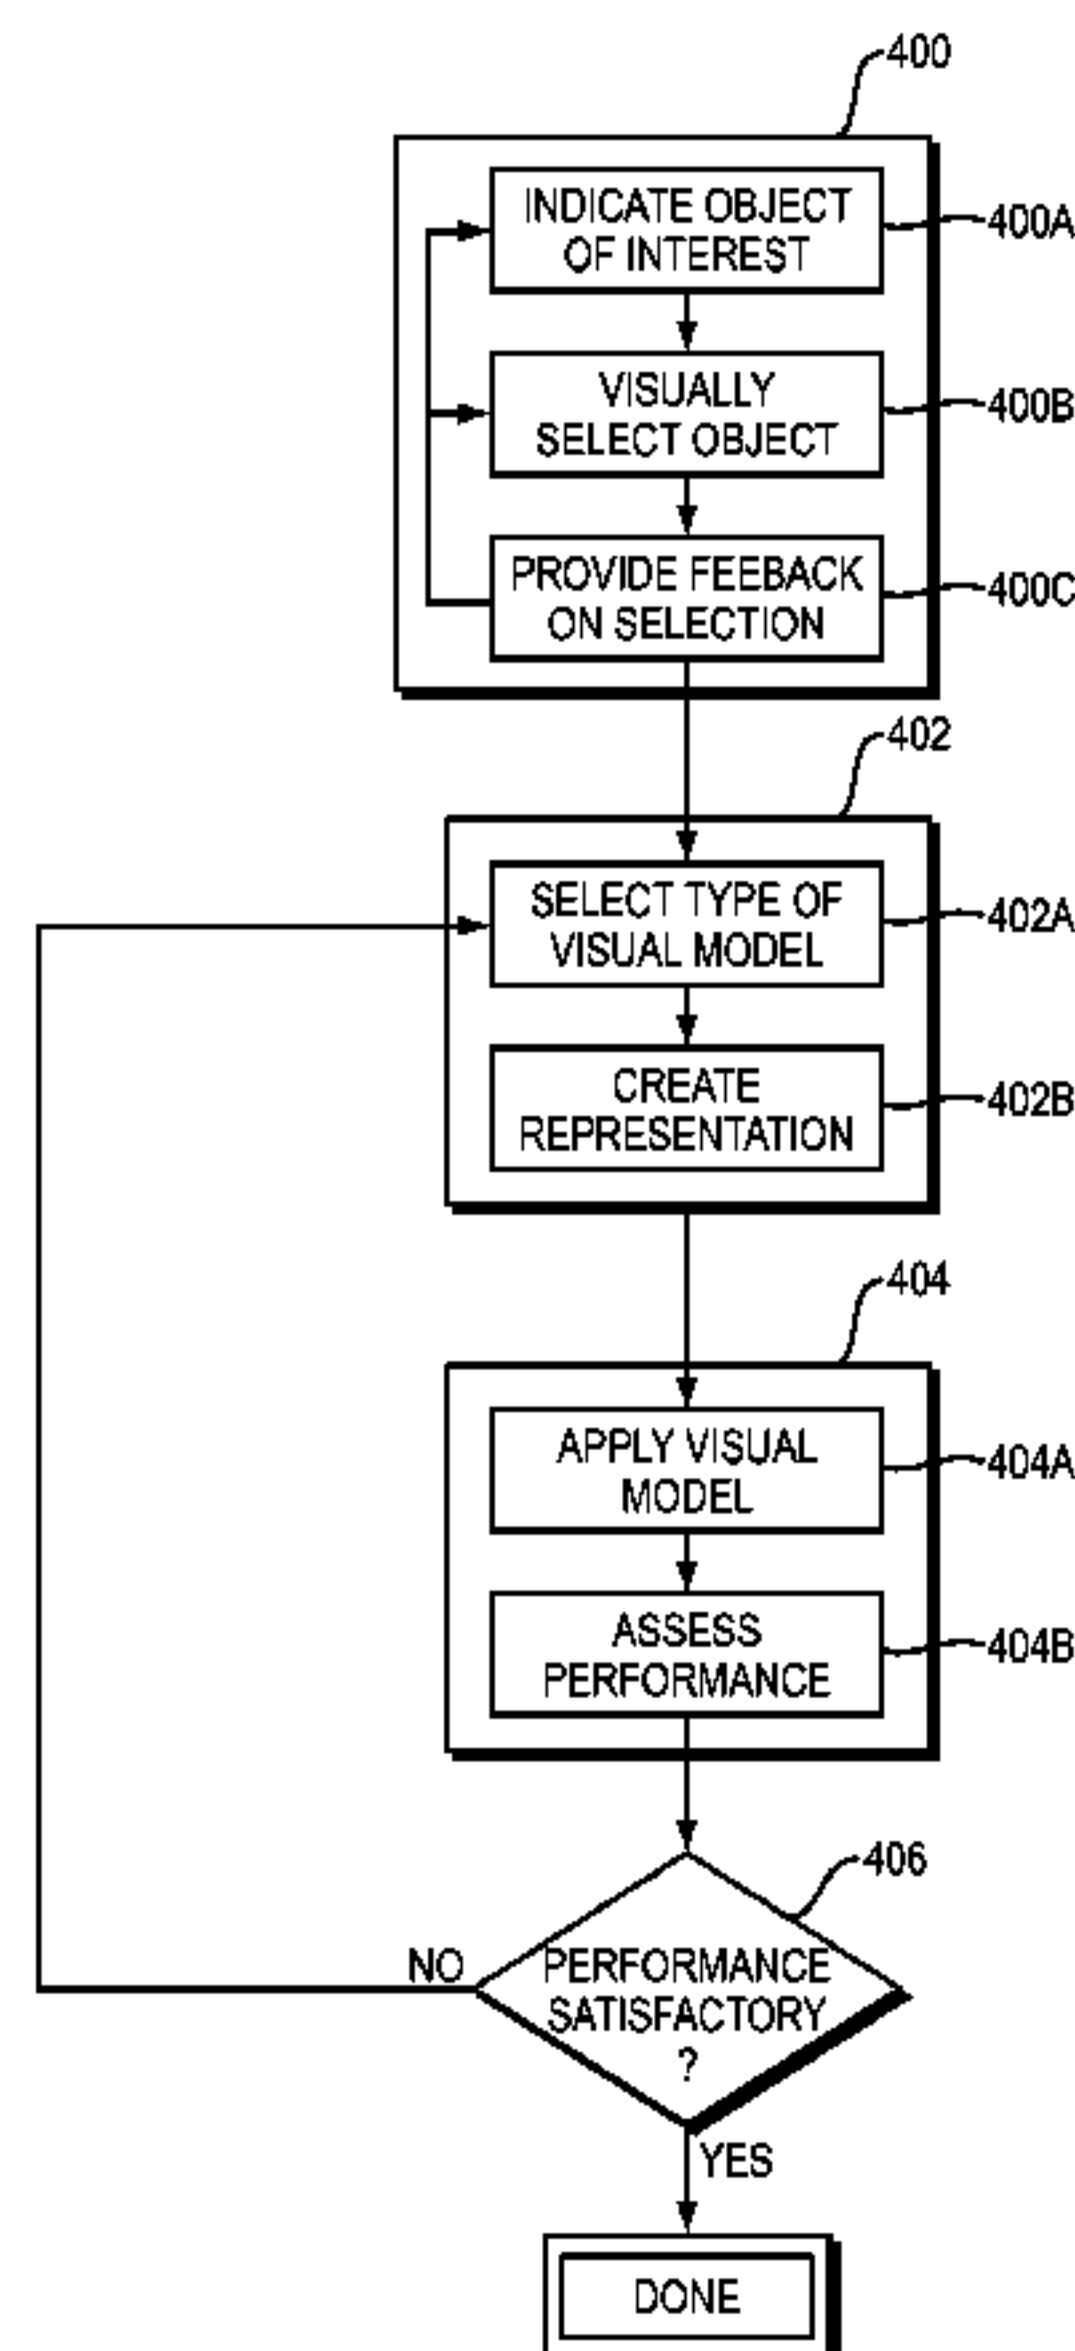 400
INDICATE OBJECT
OF INTEREST
400A
VISUALLY
SELECT OBJECT
400B
PROVIDE FEEBACK
ON SELECTION
400C
402
SELECT TYPE OF
VISUAL MODEL
402A
CREATE
REPRESENTATION
402B
404
APPLY VISUAL
MODEL
404A
ASSESS
PERFORMANCE
404B
406
NO
PERFORMANCE
SATISFACTORY
?
YES
DONE